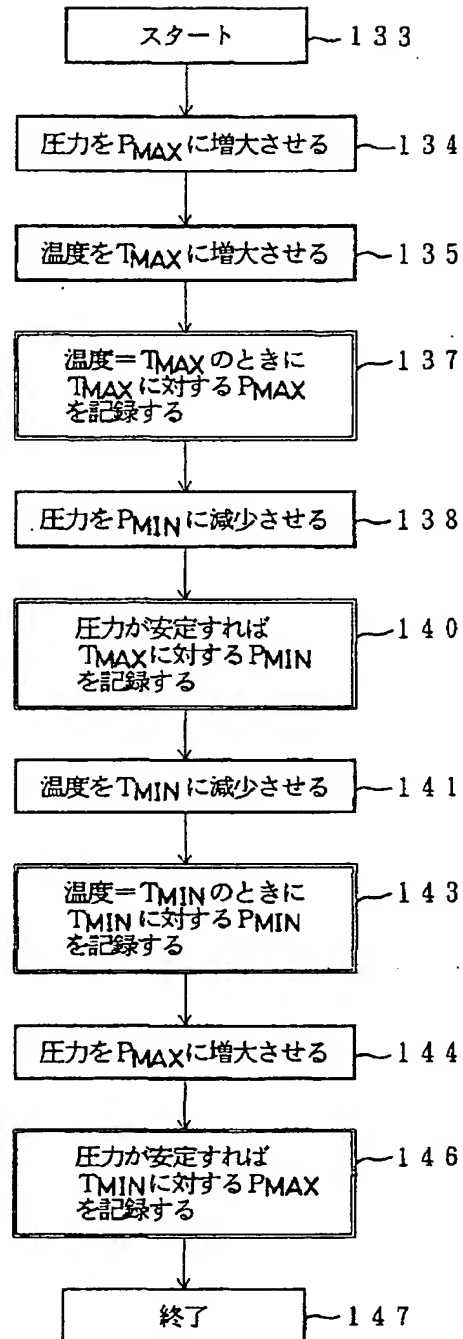 スタート 133
圧力をPMAXに増大させる 134
温度をTMAXに増大させる 135
温度=TMAXのときに 137
TMAXに対するPMAX
を記録する
圧力をPMINに減少させる 138
圧力が安定すれば 140
TMAXに対するPMIN
を記録する
温度をTMINに減少させる 141
温度=TMINのときに 143
TMINに対するPMIN
を記録する
圧力をPMAXに増大させる 144
圧力が安定すれば 146
TMINに対するPMAX
を記録する
終了 147